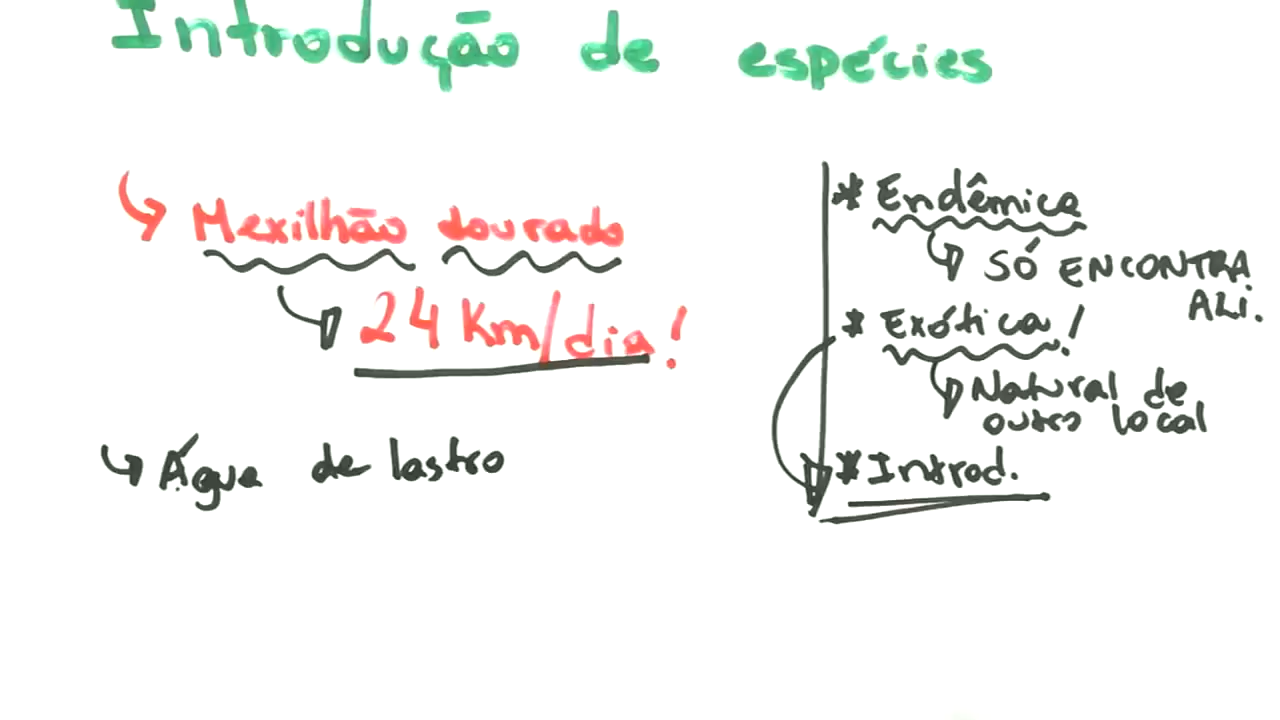 Introdução de espécies
Mexilhão dourado
24 Km/dia!
Água de lastro
* Endêmica
SÓ ENCONTRA
ALI.
* Exótica!
Natural de
outro local
* Introd.